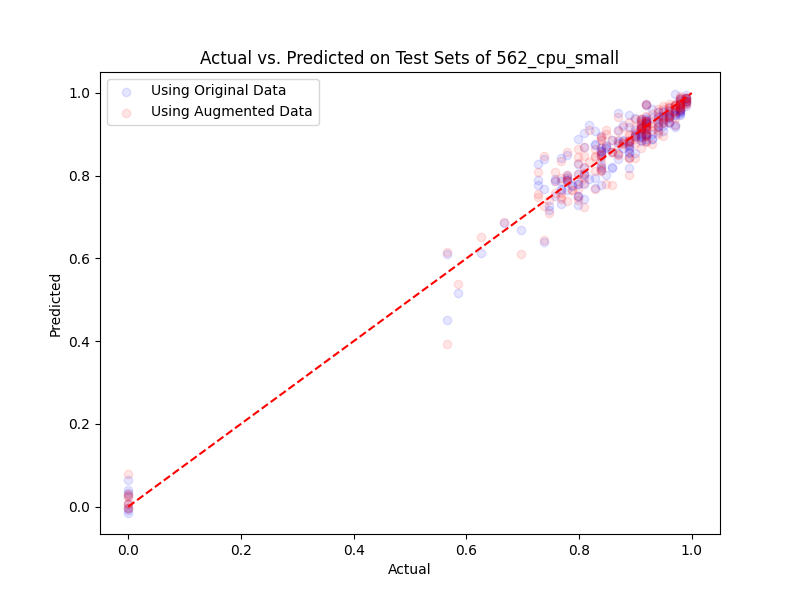 Actual vs. Predicted on Test Sets of 562_cpu_small
Using Original Data
Using Augmented Data
1.0
0.8
0.6
0.4
0.2
0.0
Predicted
0.0 0.2 0.4 0.6 0.8 1.0
Actual